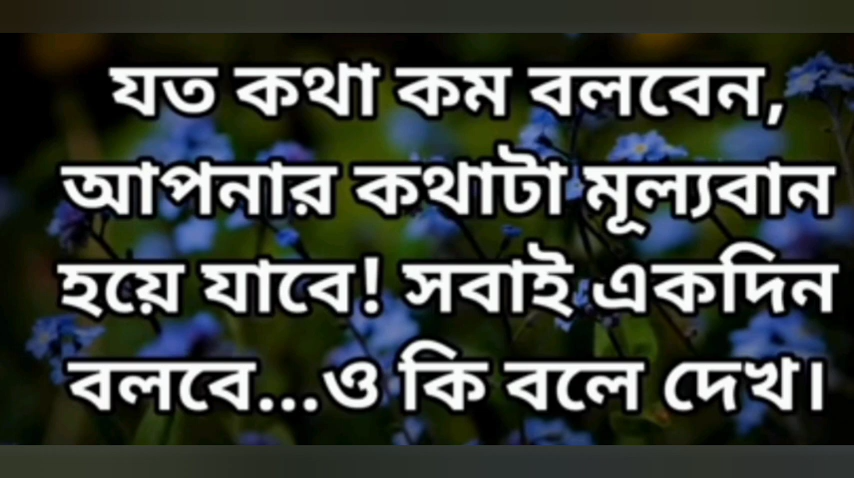 যত কথা কম বলবেন,
আপনার কথাটা মূল্যবান
হয়ে যাবে! সবাই একদিন
বলবে...ও কি বলে দেখ।